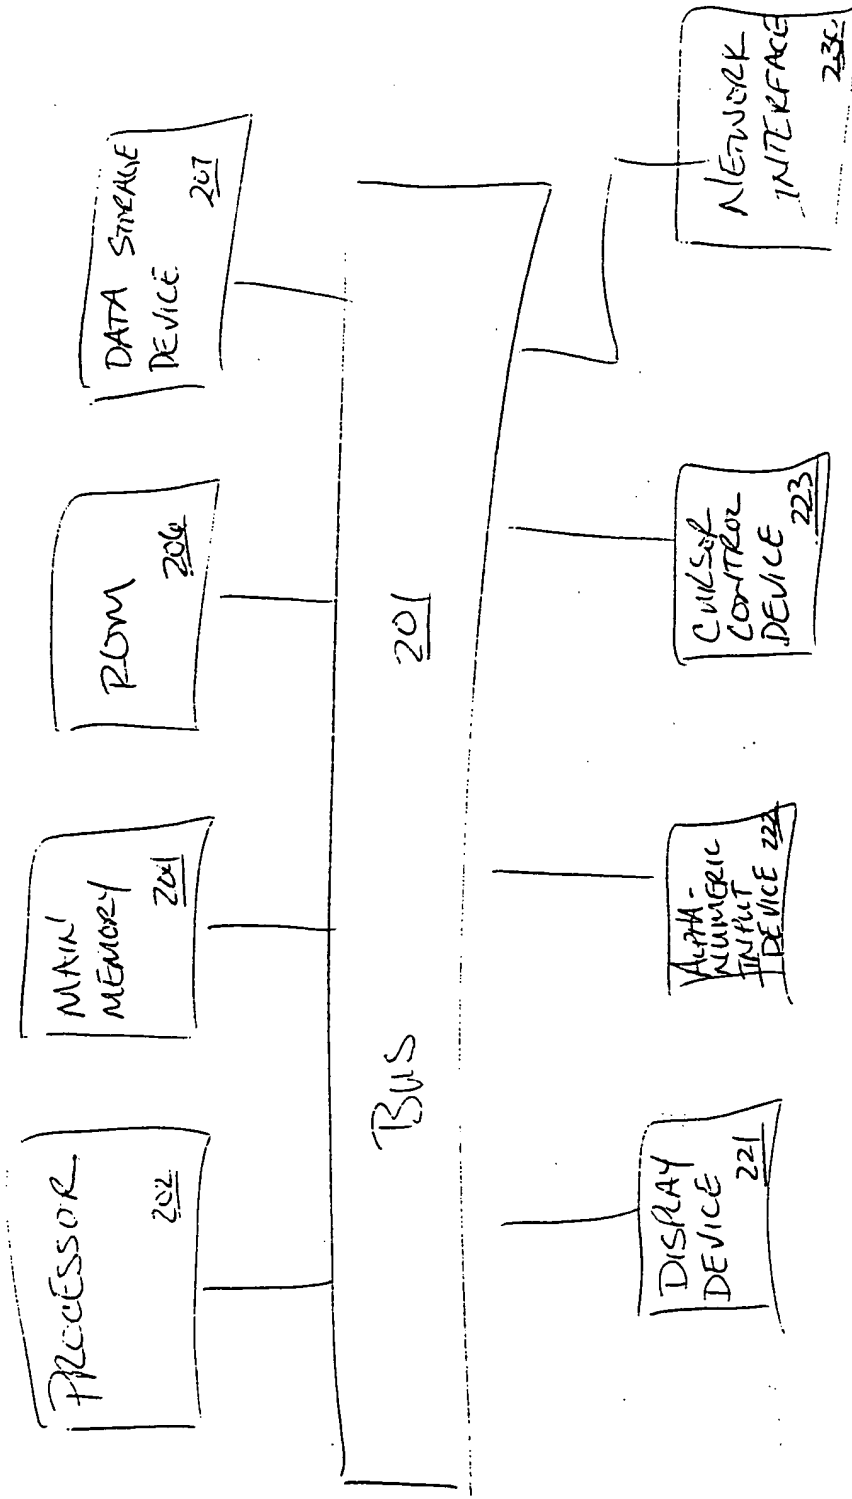 PROCESSOR
202
MAIN
MEMORY
204
ROM
206
DATA STORAGE
DEVICE
207
BUS
201
DISPLAY
DEVICE
221
ALPHA-
NUMERIC
INPUT
DEVICE 222
CURSOR
CONTROL
DEVICE
223
NETWORK
INTERFACE
230